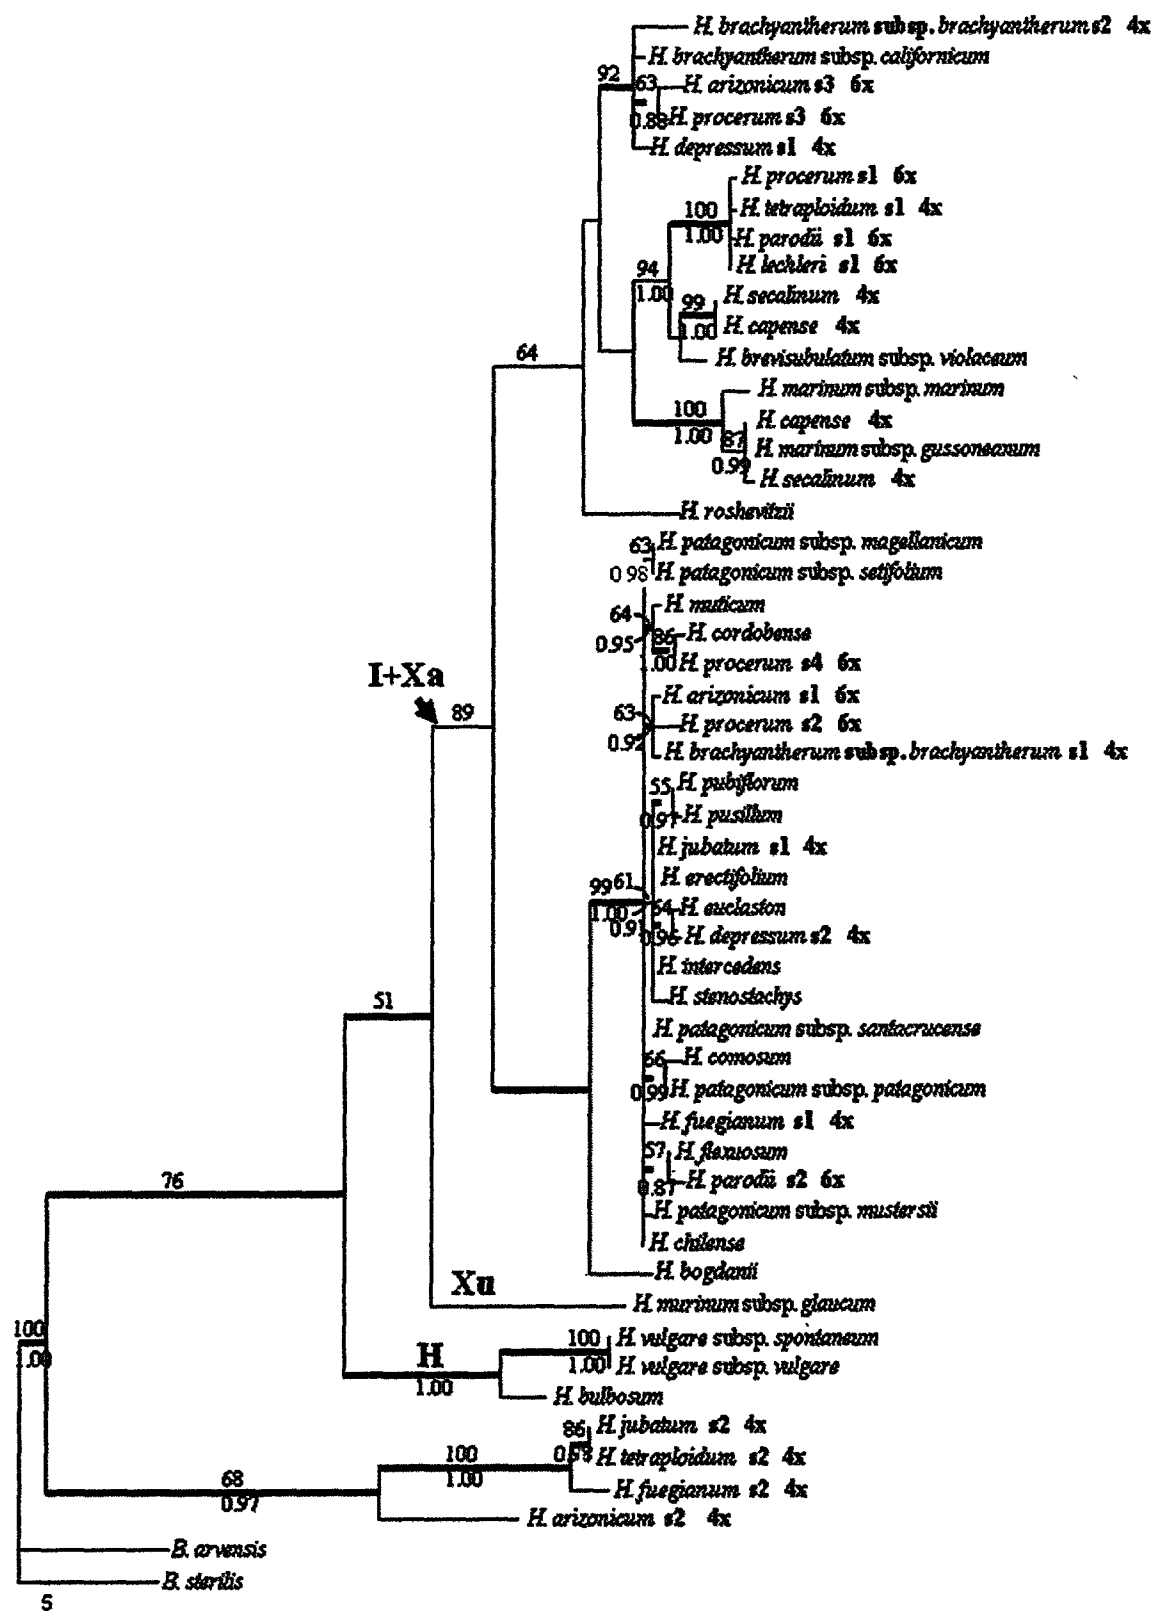 H. brachyantherum subsp. brachyantherum s2 4x
H. brachyantherum subsp. californicum
92
63
H. arizonicum s3 6x
0.88
H. procerum s3 6x
H. depressum s1 4x
H. procerum s1 6x
100
H. tetraploidum s1 4x
1.00
H. parodii s1 6x
H. lechleri s1 6x
94
1.00
H. secalinum 4x
99
1.00
H. capense 4x
64
H. brevisubulatum subsp. violaceum
H. marinum subsp. marinum
100
1.00
H. capense 4x
87
0.99
H. marinum subsp. gussoneanum
H. secalinum 4x
H. roshevitzii
63
H. patagonicum subsp. magellanicum
0.98
H. patagonicum subsp. setifolium
64
H. muticum
0.95
86
H. cordobense
1.00
H. procerum s4 6x
I+Xa
89
H. arizonicum s1 6x
63
H. procerum s2 6x
0.92
H. brachyantherum subsp. brachyantherum s1 4x
55
H. pubiflorum
0.97
H. pusillum
H. jubatum s1 4x
H. erectifolium
99
61
1.00
64
H. euclaston
0.96
H. depressum s2 4x
H. intercedens
H. stenostachys
51
H. patagonicum subsp. santacrucense
66
H. comosum
0.99
H. patagonicum subsp. patagonicum
H. fuegianum s1 4x
57
H. flexuosum
76
0.87
H. parodii s2 6x
H. patagonicum subsp. mustersii
H. chilense
H. bogdanii
Xu
H. murinum subsp. glaucum
100
1.00
100
H. vulgare subsp. spontaneum
H
1.00
H. vulgare subsp. vulgare
1.00
H. bulbosum
86
H. jubatum s2 4x
100
1.00
H. tetraploidum s2 4x
68
0.97
H. fuegianum s2 4x
H. arizonicum s2 4x
B. arvensis
B. sterilis
5